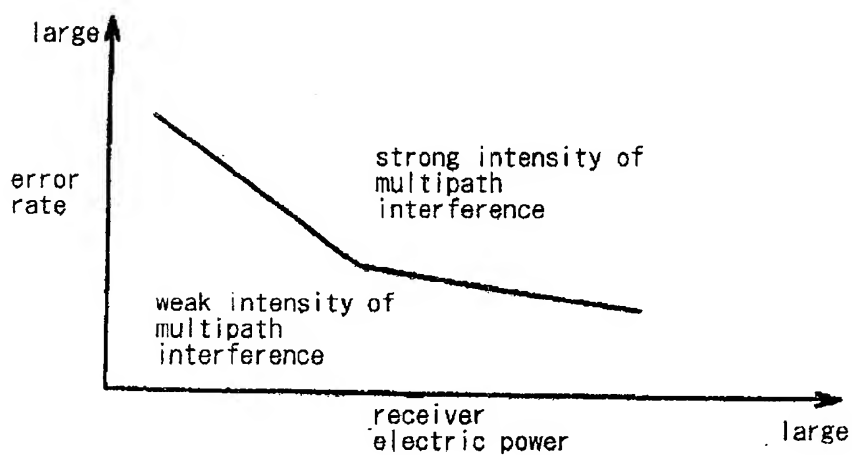 large
error
rate
strong intensity of
multipath
interference
weak intensity of
multipath
interference
receiver
electric power
large